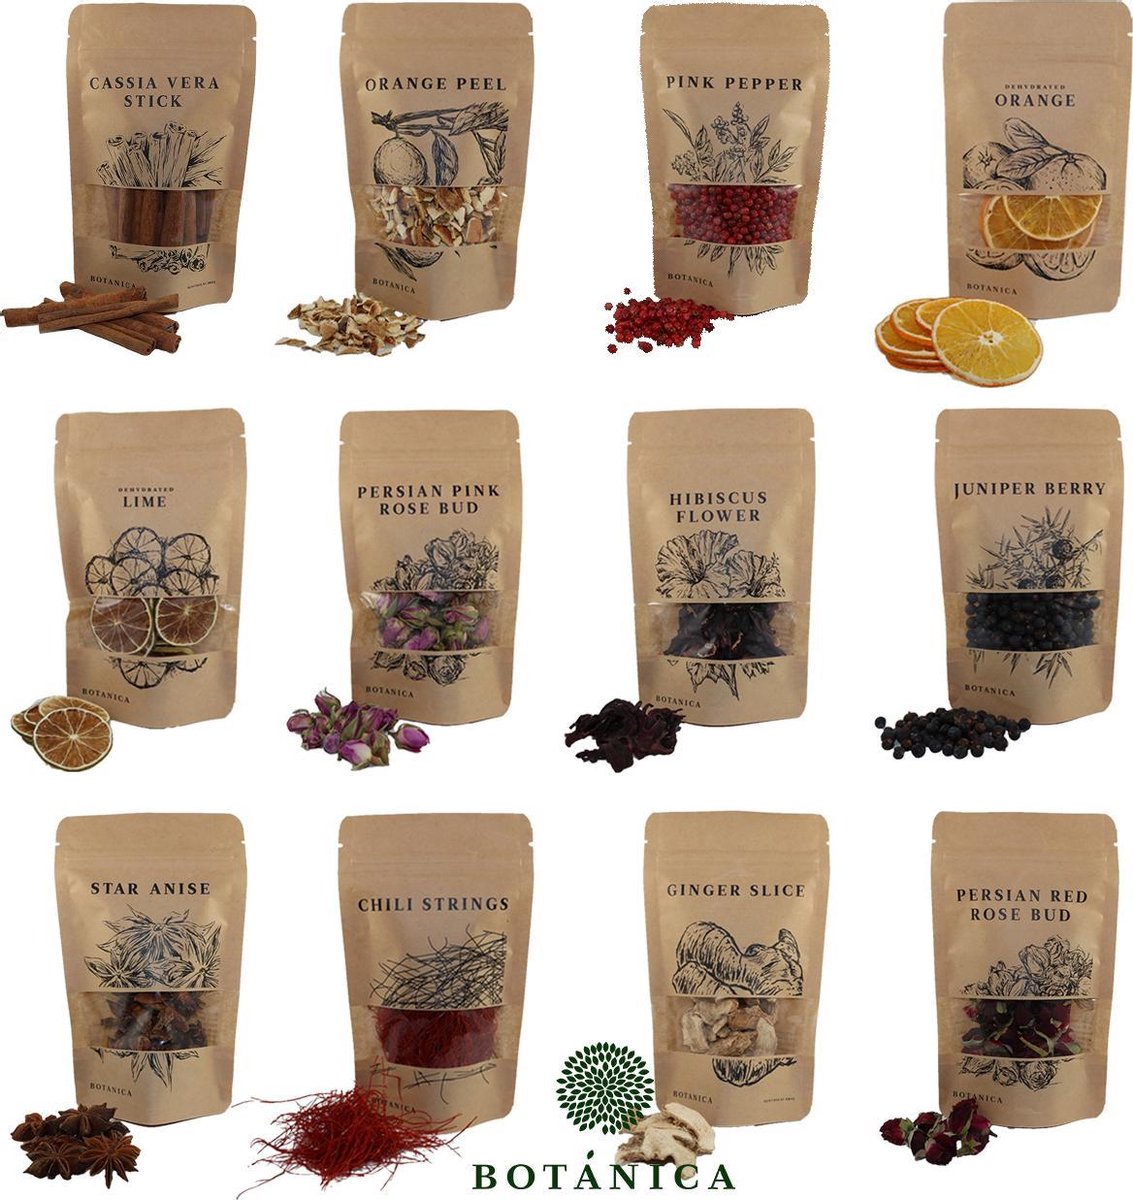 CASSIA VERA
STICK
BOTANICA
ORANGE PEEL
BOTANICA
PINK PEPPER
BOTANICA
DEHYDRATED
ORANGE
BOTANICA
DEHYDRATED
LIME
BOTANICA
PERSIAN PINK
ROSE BUD
BOTANICA
HIBISCUS
FLOWER
BOTANICA
JUNIPER BERRY
BOTANICA
STAR ANISE
BOTANICA
CHILI STRINGS
BOTANICA
GINGER SLICE
BOTANICA
PERSIAN RED
ROSE BUD
BOTANICA
BOTÁNICA